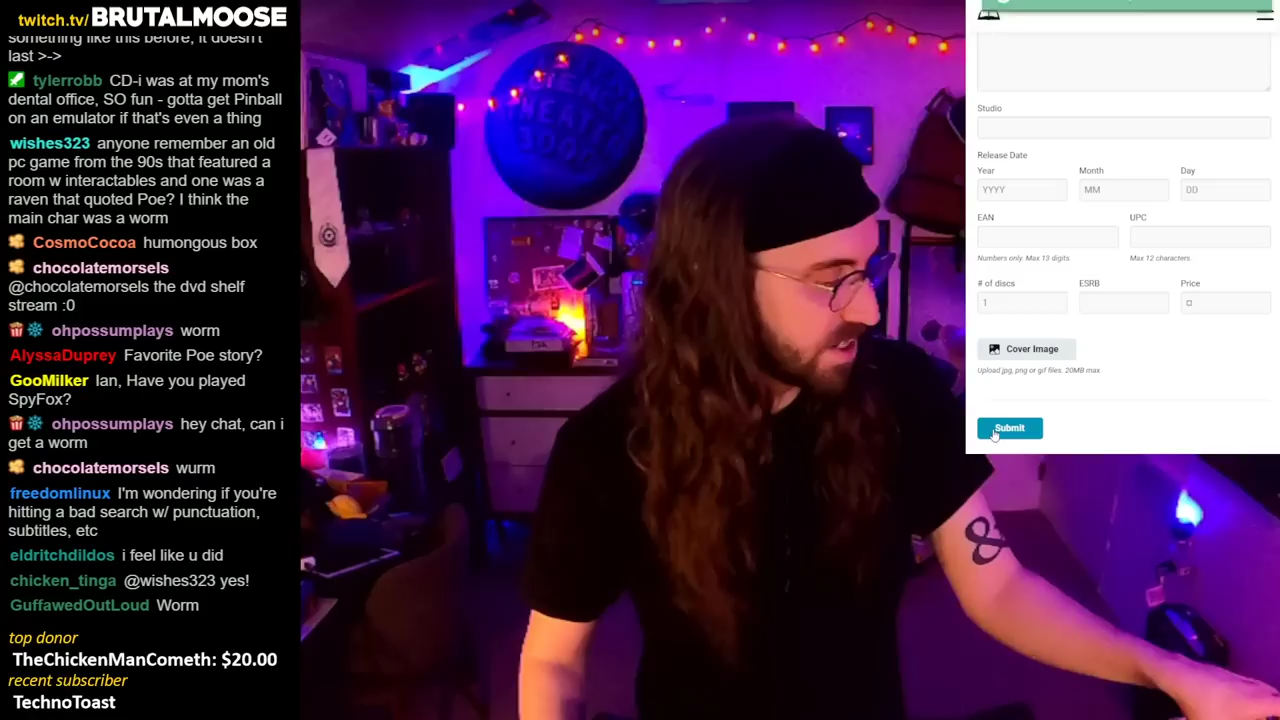 twitch.tv/BRUTALMOOSE
something like this before, it doesn't
last >->
tylerrobb CD-i was at my mom's
dental office, SO fun - gotta get Pinball
on an emulator if that's even a thing
wishes323 anyone remember an old
pc game from the 90s that featured a
room w interactables and one was a
raven that quoted Poe? I think the
main char was a worm
CosmoCocoa humongous box
chocolatemorsels
@chocolatemorsels the dvd shelf
stream :0
ohpossumplays worm
AlyssaDuprey Favorite Poe story?
GooMilker Ian, Have you played
SpyFox?
ohpossumplays hey chat, can i
get a worm
chocolatemorsels wurm
freedomlinux I'm wondering if you're
hitting a bad search w/ punctuation,
subtitles, etc
eldritchdildos i feel like u did
chicken_tinga @wishes323 yes!
GuffawedOutLoud Worm
top donor
TheChickenManCometh: $20.00
recent subscriber
TechnoToast
Studio
Release Date
Year Month Day
YYYY MM DD
EAN UPC
Numbers only. Max 13 digits. Max 12 characters.
# of discs ESRB Price
1
Cover Image
Upload jpg, png or gif files. 20MB max.
Submit
&